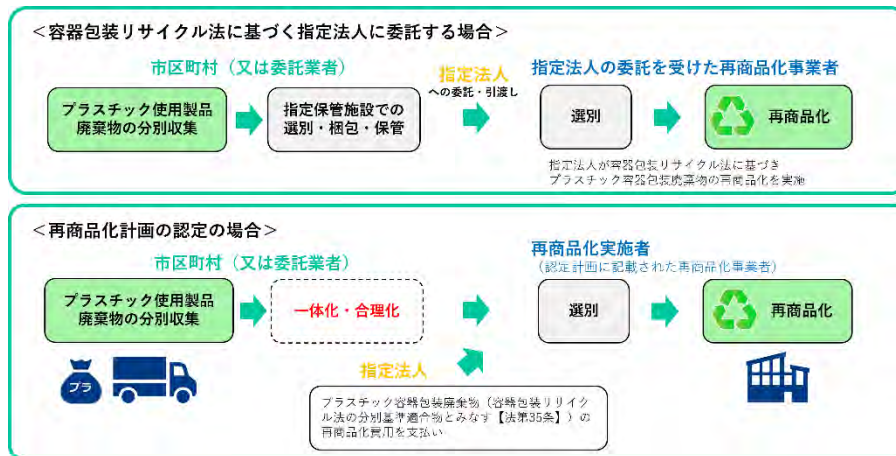 ＜容器包装リサイクル法に基づく指定法人に委託する場合＞
市区町村（又は委託業者）
プラスチック使用製品
廃棄物の分別収集
指定保管施設での
選別・梱包・保管
指定法人
への委託・引渡し
指定法人の委託を受けた再商品化事業者
選別
再商品化
指定法人が容器包装リサイクル法に基づき
プラスチック容器包装廃棄物の再商品化を実施
＜再商品化計画の認定の場合＞
市区町村（又は委託業者）
プラスチック使用製品
廃棄物の分別収集
一体化・合理化
再商品化実施者
（認定計画に記載された再商品化事業者）
選別
再商品化
プラ
指定法人
プラスチック容器包装廃棄物（容器包装リサイク
ル法の分別基準適合物とみなす【法第35条】）の
再商品化費用を支払い